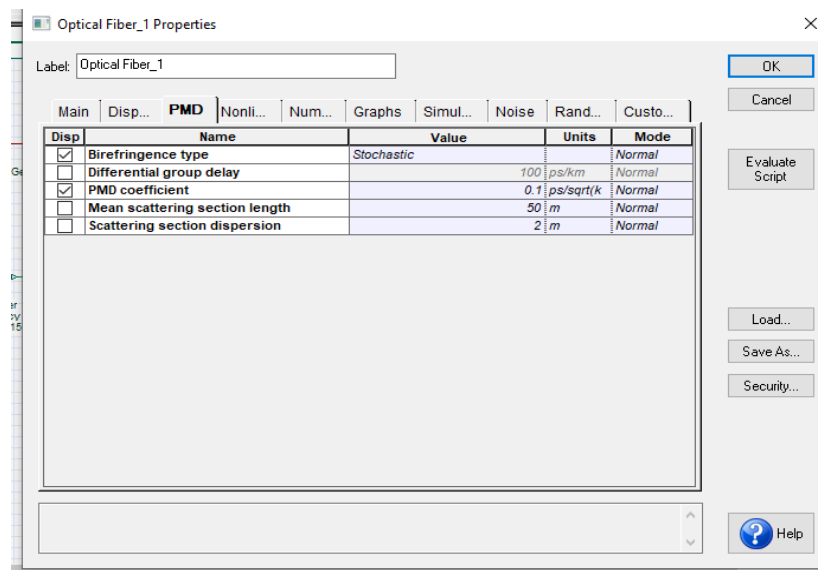 Optical Fiber_1 Properties
Label: Optical Fiber_1
OK
Cancel
Evaluate Script
Main Disp... PMD Nonli... Num... Graphs Simul... Noise Rand... Custo...
Disp Name Value Units Mode
Birefringence type Stochastic Normal
Differential group delay 100 ps/km Normal
PMD coefficient 0.1 ps/sqrt(k Normal
Mean scattering section length 50 m Normal
Scattering section dispersion 2 m Normal
Load...
Save As...
Security...
Help
Ge
er
15